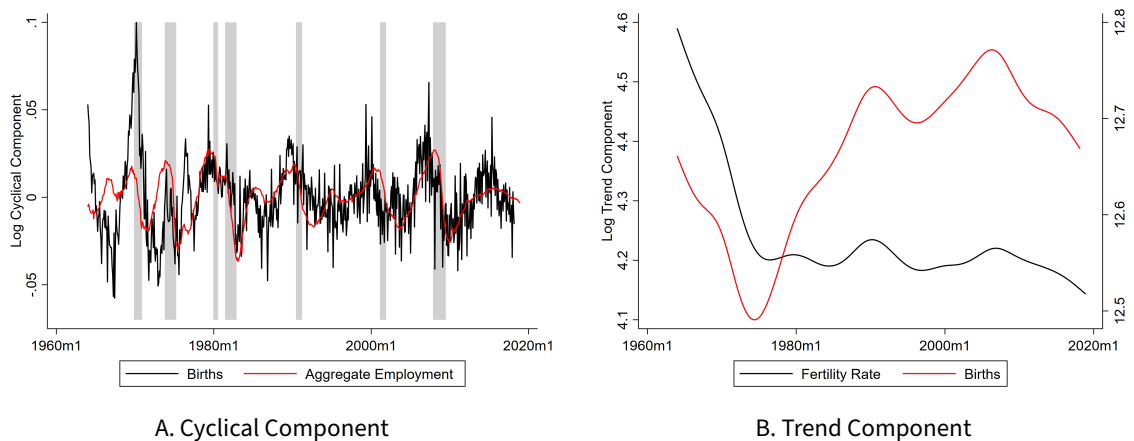 Log Cyclical Component
.1
.05
0
-.05
1960m1 1980m1 2000m1 2020m1
Births Aggregate Employment
A. Cyclical Component
Log Trend Component
4.6
4.5
4.4
4.3
4.2
4.1
12.8
12.7
12.6
12.5
1960m1 1980m1 2000m1 2020m1
Fertility Rate Births
B. Trend Component